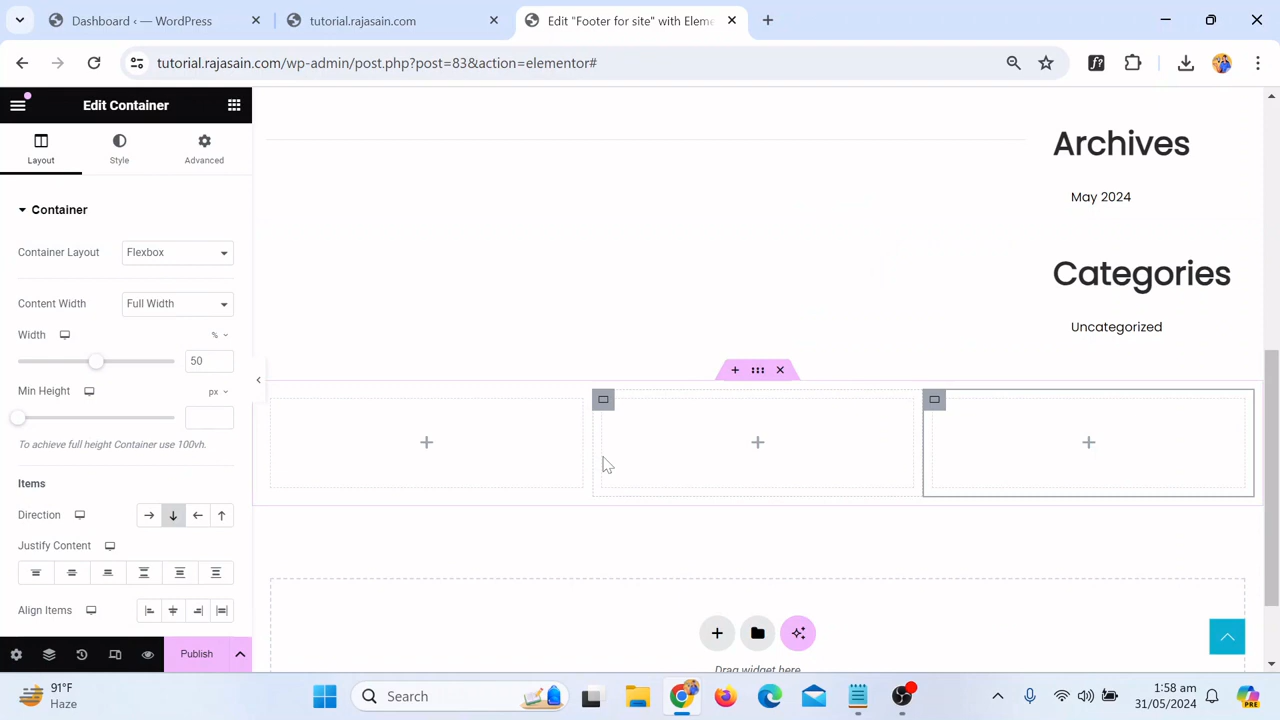 Dashboard ‹ — WordPress
tutorial.rajasain.com
Edit "Footer for site" with Eleme
tutorial.rajasain.com/wp-admin/post.php?post=83&action=elementor#
Edit Container
Layout
Style
Advanced
Container
Container Layout
Flexbox
Content Width
Full Width
Width
%
50
Min Height
px
To achieve full height Container use 100vh.
Items
Direction
Justify Content
Align Items
Publish
Archives
May 2024
Categories
Uncategorized
Drag widget here
91°F
Haze
Search
1:58 am
31/05/2024
PRE